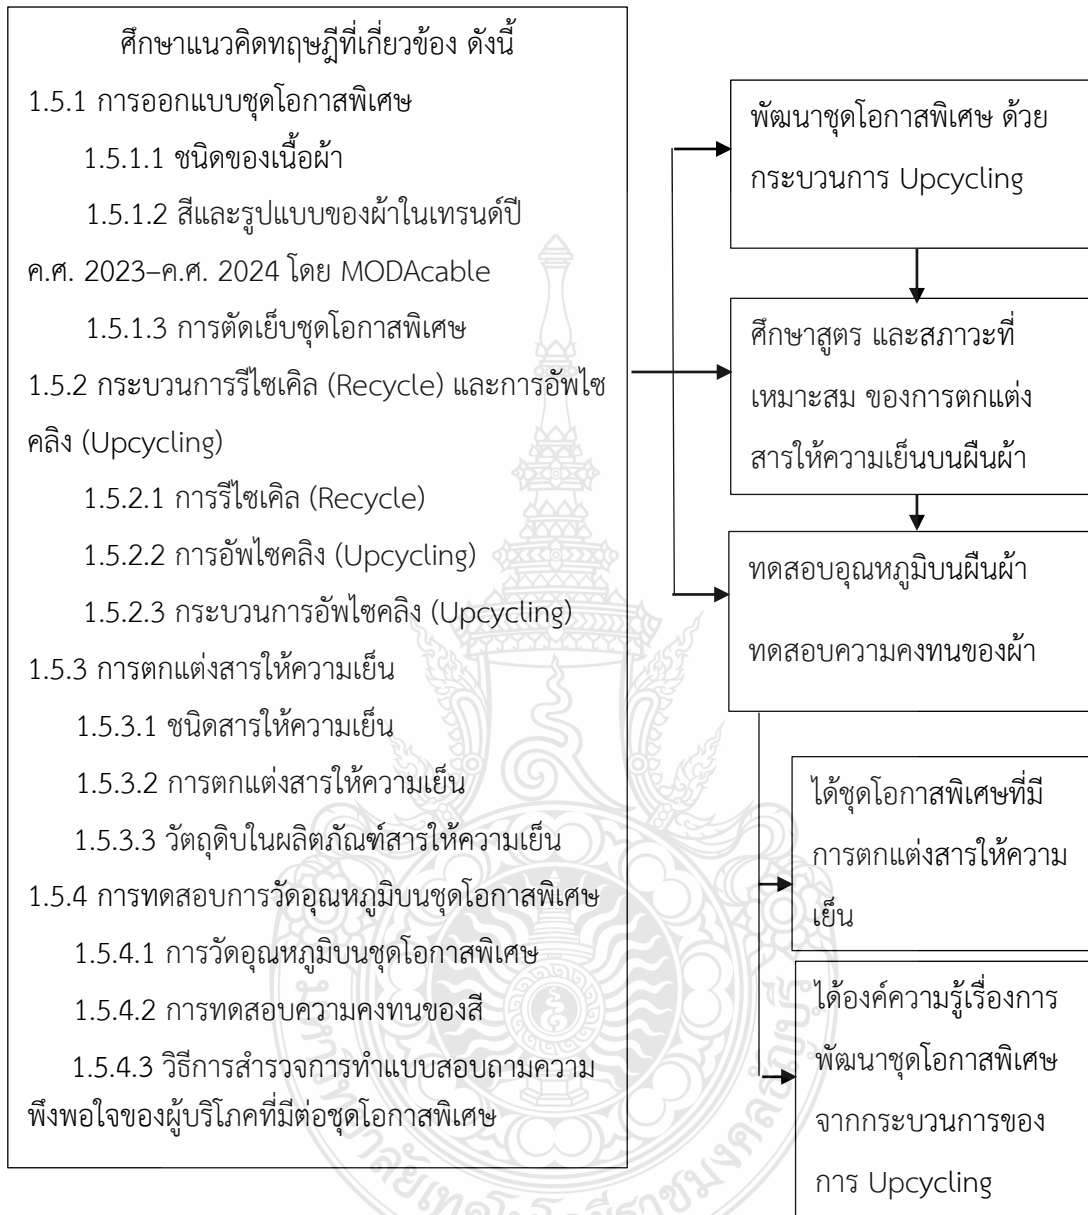 ศึกษาแนวคิดทฤษฎีที่เกี่ยวข้อง ดังนี้
1.5.1 การออกแบบชุดโอกาสพิเศษ
1.5.1.1 ชนิดของเนื้อผ้า
1.5.1.2 สีและรูปแบบของผ้าในเทรนด์ปี
ค.ศ. 2023–ค.ศ. 2024 โดย MODAcable
1.5.1.3 การตัดเย็บชุดโอกาสพิเศษ
1.5.2 กระบวนการรีไซเคิล (Recycle) และการอัพไซ
คลิง (Upcycling)
1.5.2.1 การรีไซเคิล (Recycle)
1.5.2.2 การอัพไซคลิง (Upcycling)
1.5.2.3 กระบวนการอัพไซคลิง (Upcycling)
1.5.3 การตกแต่งสารให้ความเย็น
1.5.3.1 ชนิดสารให้ความเย็น
1.5.3.2 การตกแต่งสารให้ความเย็น
1.5.3.3 วัตถุดิบในผลิตภัณฑ์สารให้ความเย็น
1.5.4 การทดสอบการวัดอุณหภูมิบนชุดโอกาสพิเศษ
1.5.4.1 การวัดอุณหภูมิบนชุดโอกาสพิเศษ
1.5.4.2 การทดสอบความคงทนของสี
1.5.4.3 วิธีการสำรวจการทำแบบสอบถามความ
พึงพอใจของผู้บริโภคที่มีต่อชุดโอกาสพิเศษ
พัฒนาชุดโอกาสพิเศษ ด้วย
กระบวนการ Upcycling
ศึกษาสูตร และสภาวะที่
เหมาะสม ของการตกแต่ง
สารให้ความเย็นบนผืนผ้า
ทดสอบอุณหภูมิบนผืนผ้า
ทดสอบความคงทนของผ้า
ได้ชุดโอกาสพิเศษที่มี
การตกแต่งสารให้ความ
เย็น
ได้องค์ความรู้เรื่องการ
พัฒนาชุดโอกาสพิเศษ
จากกระบวนการของ
การ Upcycling